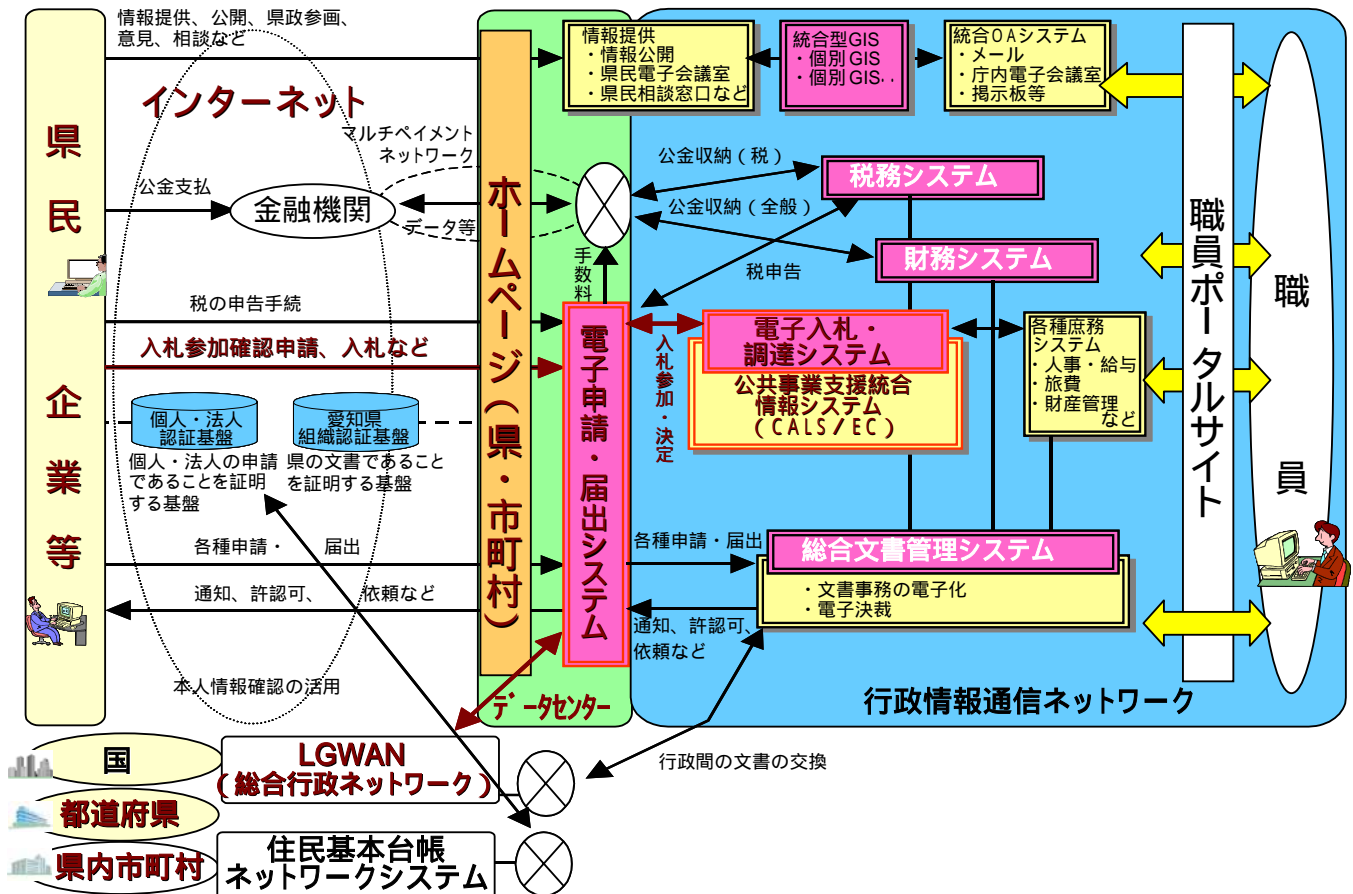 情報提供、公開、県政参画、
意見、相談など
インターネット
県民
企業等
マルチペイメント
ネットワーク
公金支払
金融機関
データ等
税の申告手続
入札参加確認申請、入札など
個人・法人
認証基盤
愛知県
組織認証基盤
個人・法人の申請
であることを証明
する基盤
県の文書であること
を証明する基盤
各種申請・ 届出
通知、許認可、 依頼など
本人情報確認の活用
ホームページ(県・市町村)
手数料
電子申請・届出システム
データセンター
情報提供
・情報公開
・県民電子会議室
・県民相談窓口など
統合型GIS
・個別GIS
・個別GIS..
統合OAシステム
・メール
・庁内電子会議室
・掲示板等
公金収納(税)
税務システム
公金収納(全般)
財務システム
税申告
入札参加・決定
電子入札・
調達システム
公共事業支援統合
情報システム
(CALS/EC)
各種庶務
システム
・人事・給与
・旅費
・財産管理
など
各種申請・届出
総合文書管理システム
・文書事務の電子化
・電子決裁
通知、許認可、
依頼など
行政情報通信ネットワーク
職員ポータルサイト
職員
行政間の文書の交換
国
都道府県
県内市町村
LGWAN
(総合行政ネットワーク)
住民基本台帳
ネットワークシステム